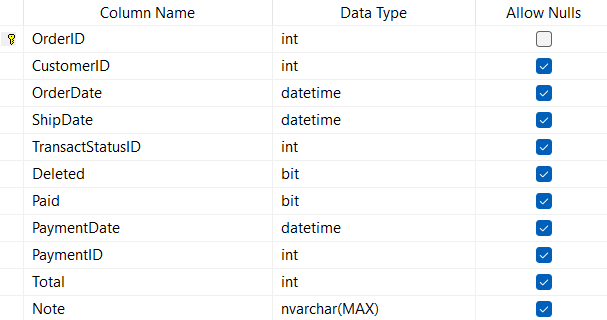 Column Name Data Type Allow Nulls
OrderID int
CustomerID int
OrderDate datetime
ShipDate datetime
TransactStatusID int
Deleted bit
Paid bit
PaymentDate datetime
PaymentID int
Total int
Note nvarchar(MAX)